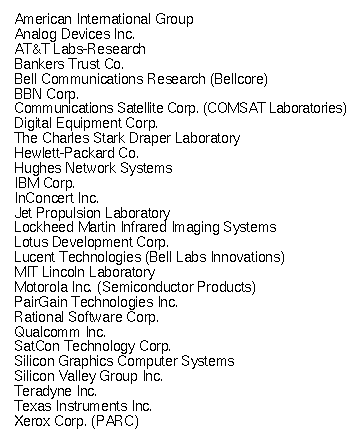 American International Group
Analog Devices Inc.
AT&T Labs-Research
Bankers Trust Co.
Bell Communications Research (Bellcore)
BBN Corp.
Communications Satellite Corp. (COMSAT Laboratories)
Digital Equipment Corp.
The Charles Stark Draper Laboratory
Hewlett-Packard Co.
Hughes Network Systems
IBM Corp.
InConcert Inc.
Jet Propulsion Laboratory
Lockheed Martin Infrared Imaging Systems
Lotus Development Corp.
Lucent Technologies (Bell Labs Innovations)
MIT Lincoln Laboratory
Motorola Inc. (Semiconductor Products)
PairGain Technologies Inc.
Rational Software Corp.
Qualcomm Inc.
SatCon Technology Corp.
Silicon Graphics Computer Systems
Silicon Valley Group Inc.
Teradyne Inc.
Texas Instruments Inc.
Xerox Corp. (PARC)